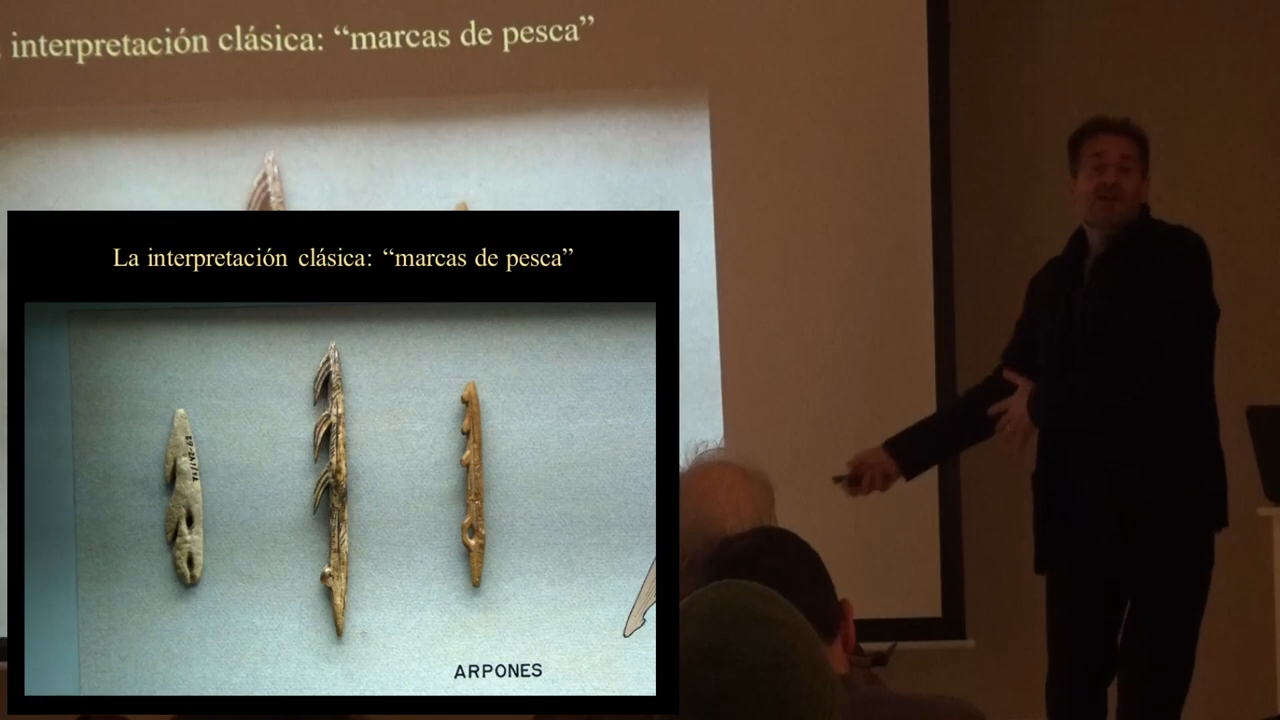 interpretación clásica: “marcas de pesca”
La interpretación clásica: “marcas de pesca”
ARPONES